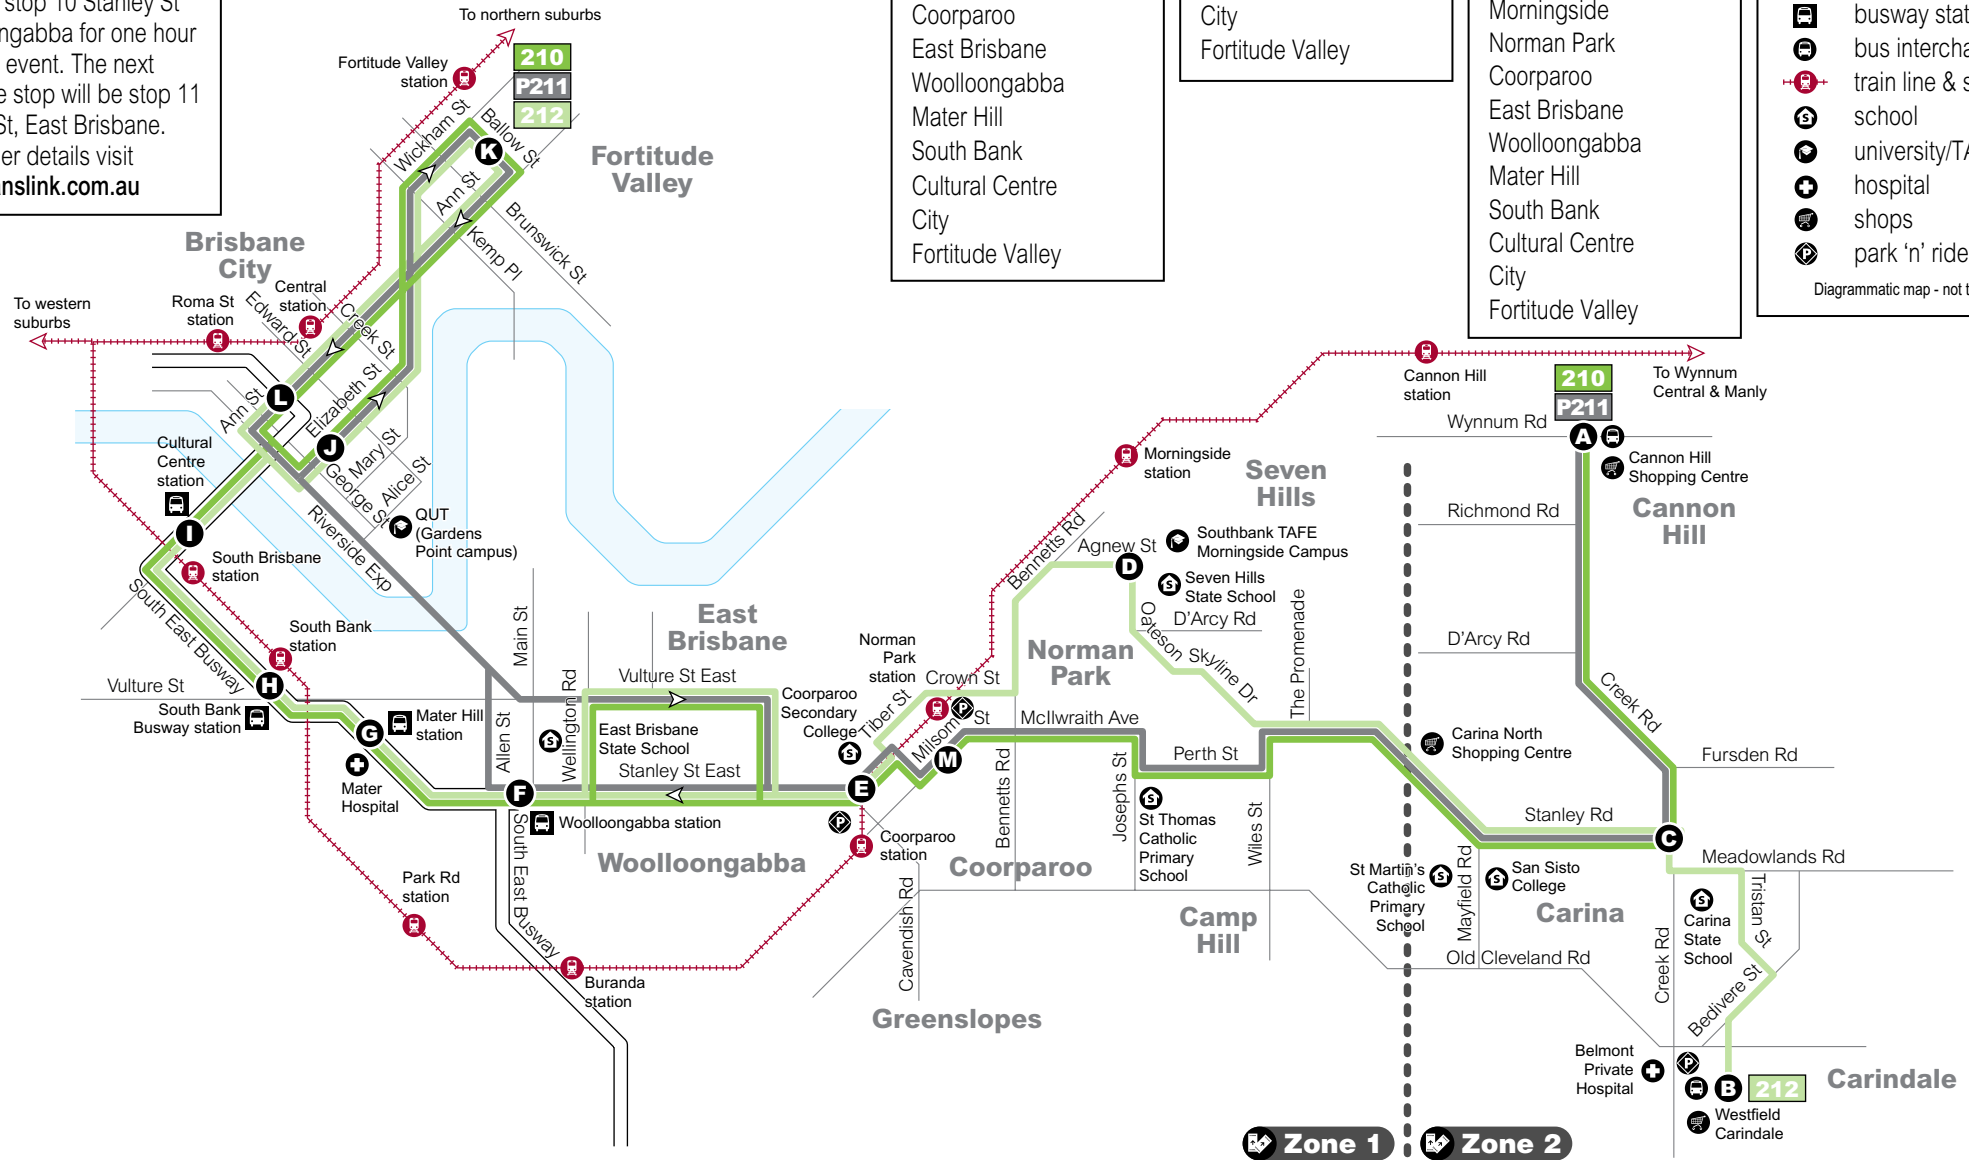 stop 10 Stanley St
for one hour
event. The next
stop will be stop 11
St, East Brisbane.
details visit
Coorparoo
East Brisbane
Woolloongabba
Mater Hill
South Bank
Cultural Centre
City
Fortitude Valley
City
Fortitude Valley
Morningside
Norman Park
Coorparoo
East Brisbane
Woolloongabba
Mater Hill
South Bank
Cultural Centre
City
Fortitude Valley
busway
bus
train line &
school
hospital
shops
park ‘n’ ride
Diagrammatic map - not
To northern suburbs
Fortitude Valley
station
210
P211
212
Wickham St
Ballow St
K
Ann St
Kemp Pl
Brunswick St
Fortitude
Valley
Brisbane
City
Central
station
Roma St
station
To western
suburbs
Edward St
Creek St
Elizabeth St
L
Ann St
J
Mary St
Alice St
George St
Cultural
Centre
station
I
QUT
(Gardens
Point campus)
Riverside Exp
South Brisbane
station
South East Busway
South Bank
station
H
Vulture St
South Bank
Busway station
Mater Hill
station
G
Mater
Hospital
Main St
Allen St
Wellington Rd
East
Brisbane
Vulture St East
East Brisbane
State School
Stanley St East
F
Woolloongabba station
South East Busway
Woolloongabba
Park Rd
station
Buranda
station
Coorparoo
Secondary
College
Norman
Park
station
Tiber St
Crown St
Milsom St
M
E
Coorparoo
station
Cavendish Rd
Greenslopes
Coorparoo
Bennetts Rd
Bennetts Rd
Agnew St
D
Morningside
station
Seven
Hills
Southbank TAFE
Morningside Campus
Seven Hills
State School
D’Arcy Rd
Oateson Skyline Dr
The Promenade
Norman
Park
McIlwraith Ave
Josephs St
Perth St
St Thomas
Catholic
Primary
School
Wiles St
Camp
Hill
Cannon Hill
station
To Wynnum
Central & Manly
210
P211
Wynnum Rd
A
Cannon Hill
Shopping Centre
Cannon
Hill
Richmond Rd
D’Arcy Rd
Creek Rd
Carina North
Shopping Centre
Fursden Rd
Stanley Rd
C
Meadowlands Rd
St Martin’s
Catholic
Primary
School
Mayfield Rd
San Sisto
College
Carina
Carina
State
School
Tristan St
Old Cleveland Rd
Creek Rd
Bedivere St
Belmont
Private
Hospital
B
212
Carindale
Westfield
Carindale
Zone 1
Zone 2